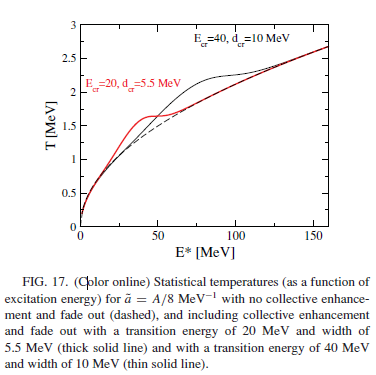 3
2.5
2
1.5
1
0.5
0
T [MeV]
E_cr=40, d_cr=10 MeV
E_cr=20, d_cr=5.5 MeV
0 50 100 150
E* [MeV]
FIG. 17. (Color online) Statistical temperatures (as a function of
excitation energy) for ã = A/8 MeV⁻¹ with no collective enhance-
ment and fade out (dashed), and including collective enhancement
and fade out with a transition energy of 20 MeV and width of
5.5 MeV (thick solid line) and with a transition energy of 40 MeV
and width of 10 MeV (thin solid line).